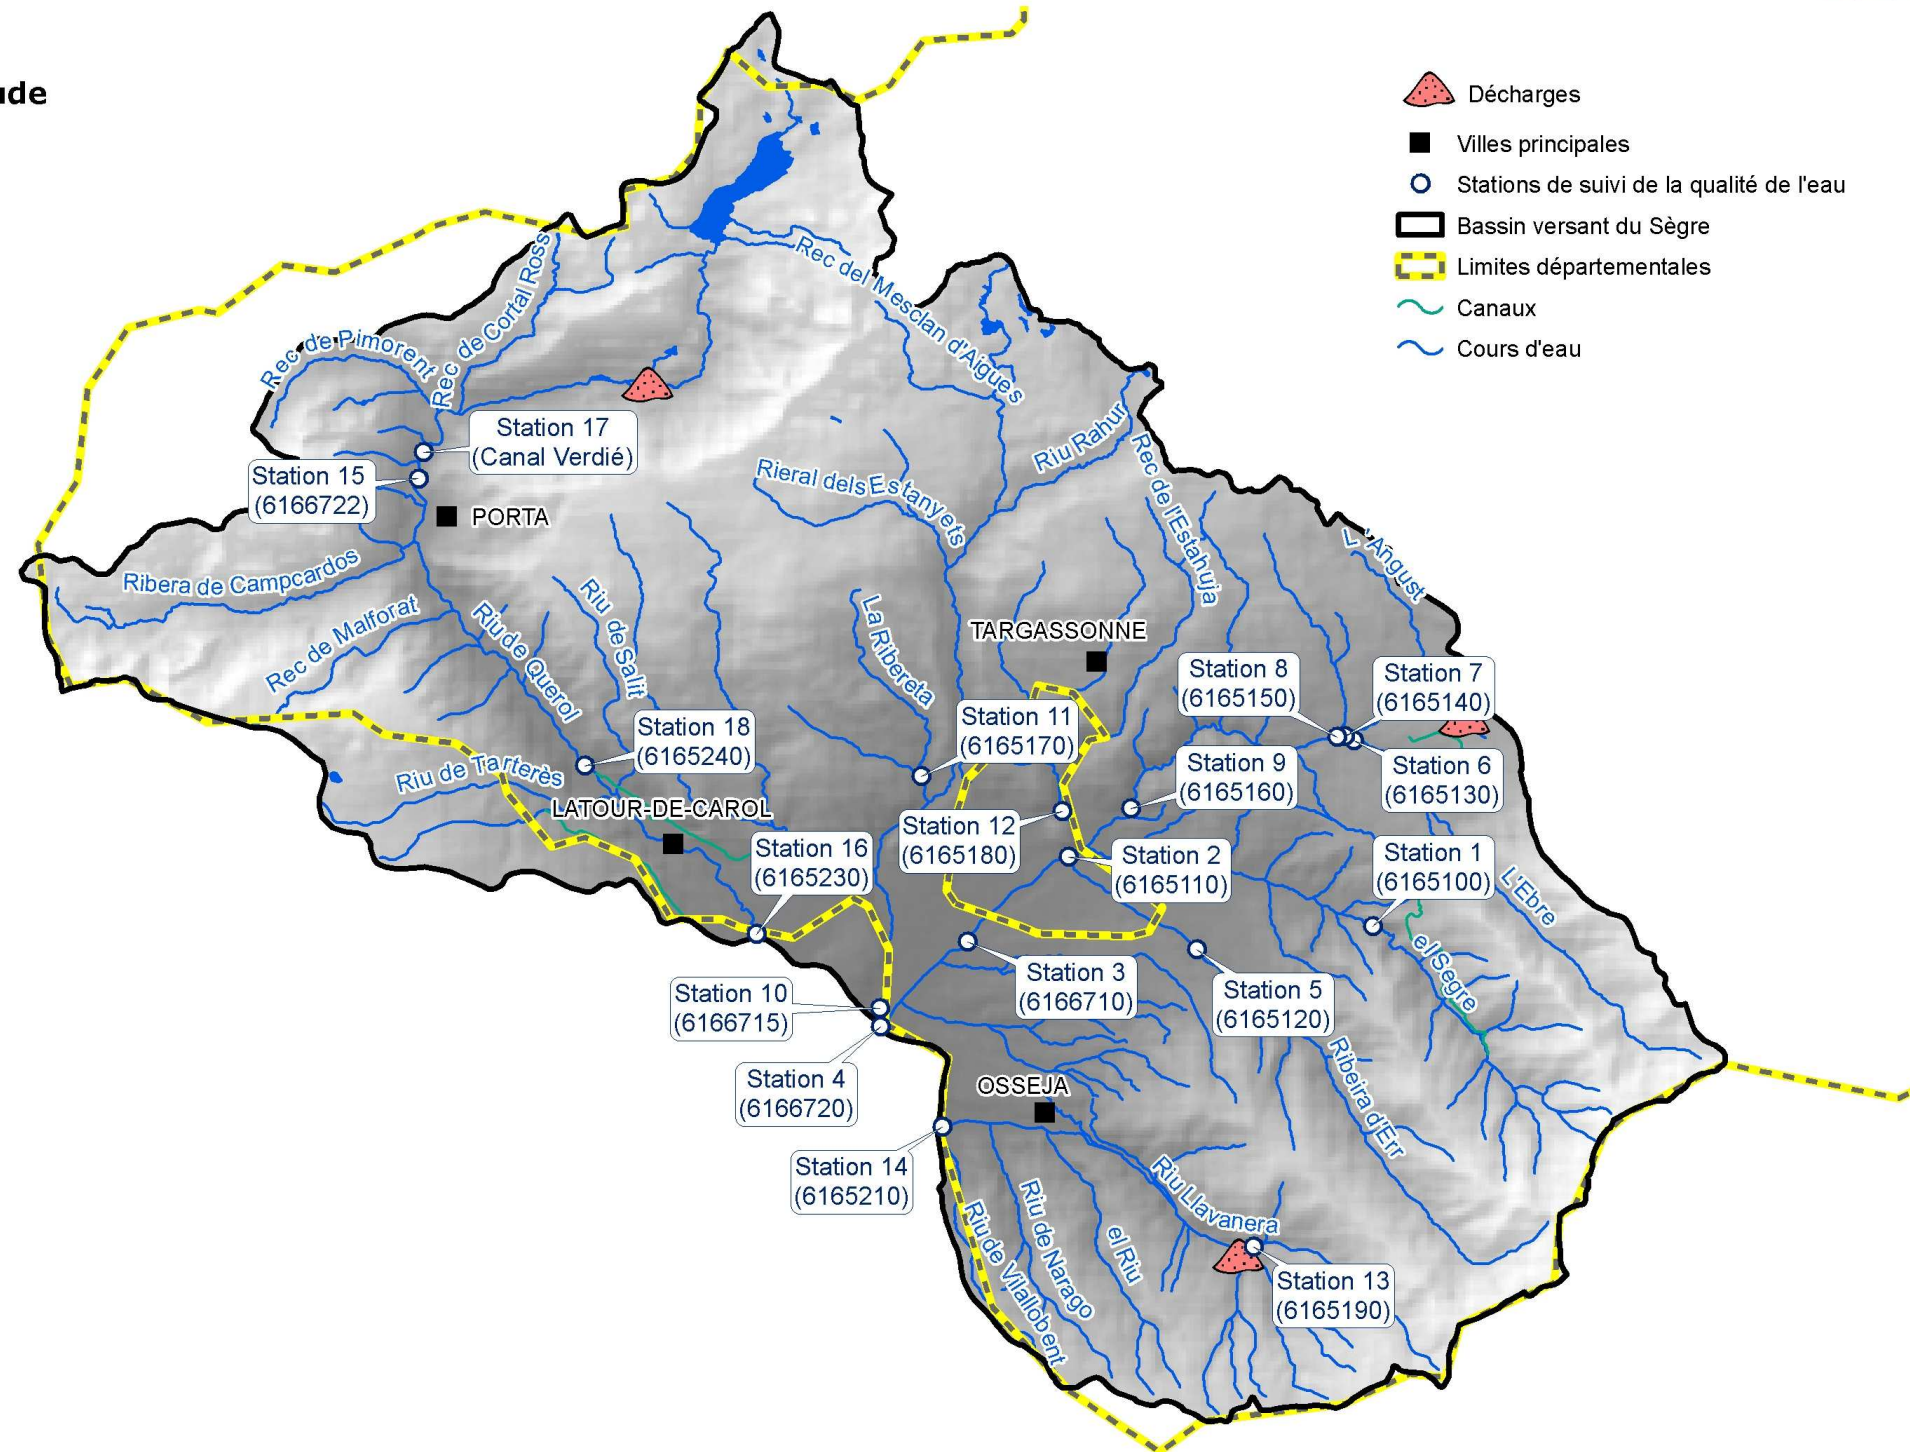 ude
Décharges
Villes principales
Stations de suivi de la qualité de l'eau
Bassin versant du Sègre
Limites départementales
Canaux
Cours d'eau
Rec de Pimorent
Rec de Cortal Ross
Rec del Mesclan d'Aigues
Station 17
(Canal Verdié)
Station 15
(6166722)
PORTA
Riu Rahur
Rieral dels Estanyets
Rec de l'Estahuja
L'Angust
Ribera de Campcardos
Rec de Malforat
Riu de Querol
Riu de Salit
La Ribereta
TARGASSONNE
Station 8
(6165150)
Station 7
(6165140)
Station 18
(6165240)
Station 11
(6165170)
Station 9
(6165160)
Station 6
(6165130)
Riu de Tarterès
LATOUR-DE-CAROL
Station 12
(6165180)
Station 16
(6165230)
Station 2
(6165110)
Station 1
(6165100)
L'Ebre
el Segre
Station 3
(6166710)
Station 5
(6165120)
Station 10
(6166715)
Station 4
(6166720)
OSSEJA
Ribeira d'Err
Station 14
(6165210)
Riu Llavanera
Riu de Vilallobent
Riu de Narago
el Riu
Station 13
(6165190)